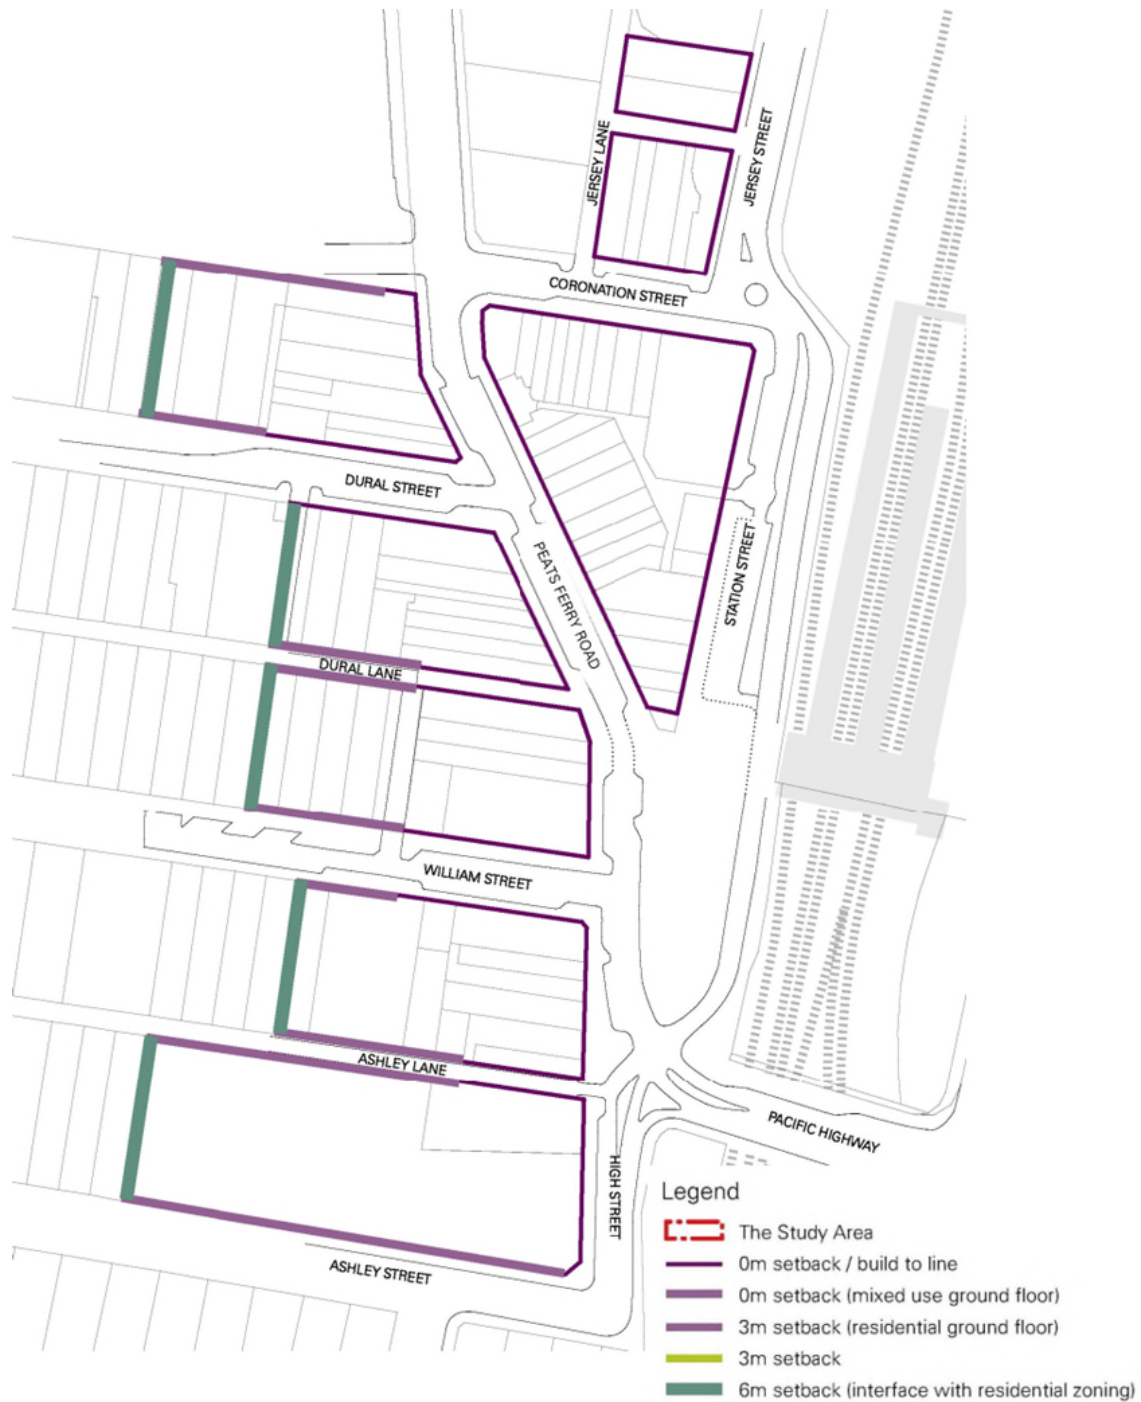 JERSEY LANE
JERSEY STREET
CORONATION STREET
DURAL STREET
PEATS FERRY ROAD
STATION STREET
DURAL LANE
WILLIAM STREET
ASHLEY LANE
PACIFIC HIGHWAY
HIGH STREET
ASHLEY STREET
Legend
The Study Area
0m setback / build to line
0m setback (mixed use ground floor)
3m setback (residential ground floor)
3m setback
6m setback (interface with residential zoning)